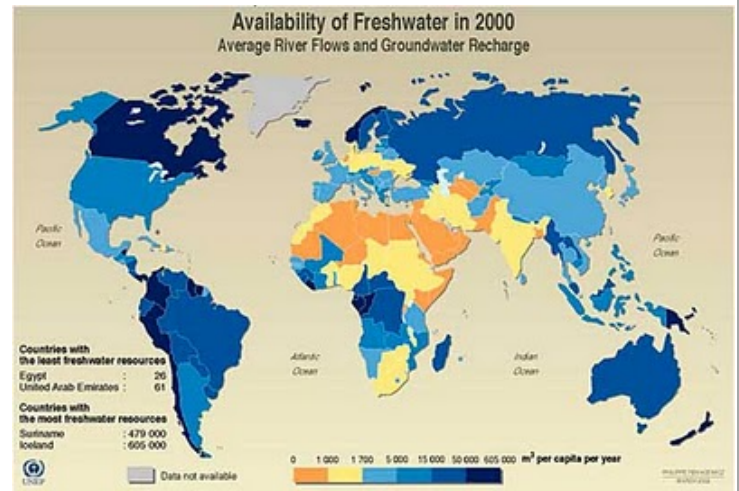 Availability of Freshwater in 2000
Average River Flows and Groundwater Recharge
Pacific
Ocean
Pacific
Ocean
Atlantic
Ocean
Indian
Ocean
Countries with
the least freshwater resources
Egypt : 26
United Arab Emirates : 61
Countries with
the most freshwater resources
Suriname : 479 000
Iceland : 605 000
0 1 000 1 700 5 000 15 000 50 000 605 000 m³ per capita per year
Data not available
UNEP